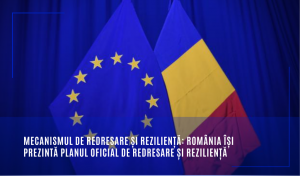 MECANISMUL DE REDRESARE ȘI REZILIENȚĂ: ROMÂNIA ÎȘI
PREZINTĂ PLANUL OFICIAL DE REDRESARE ȘI REZILIENȚĂ